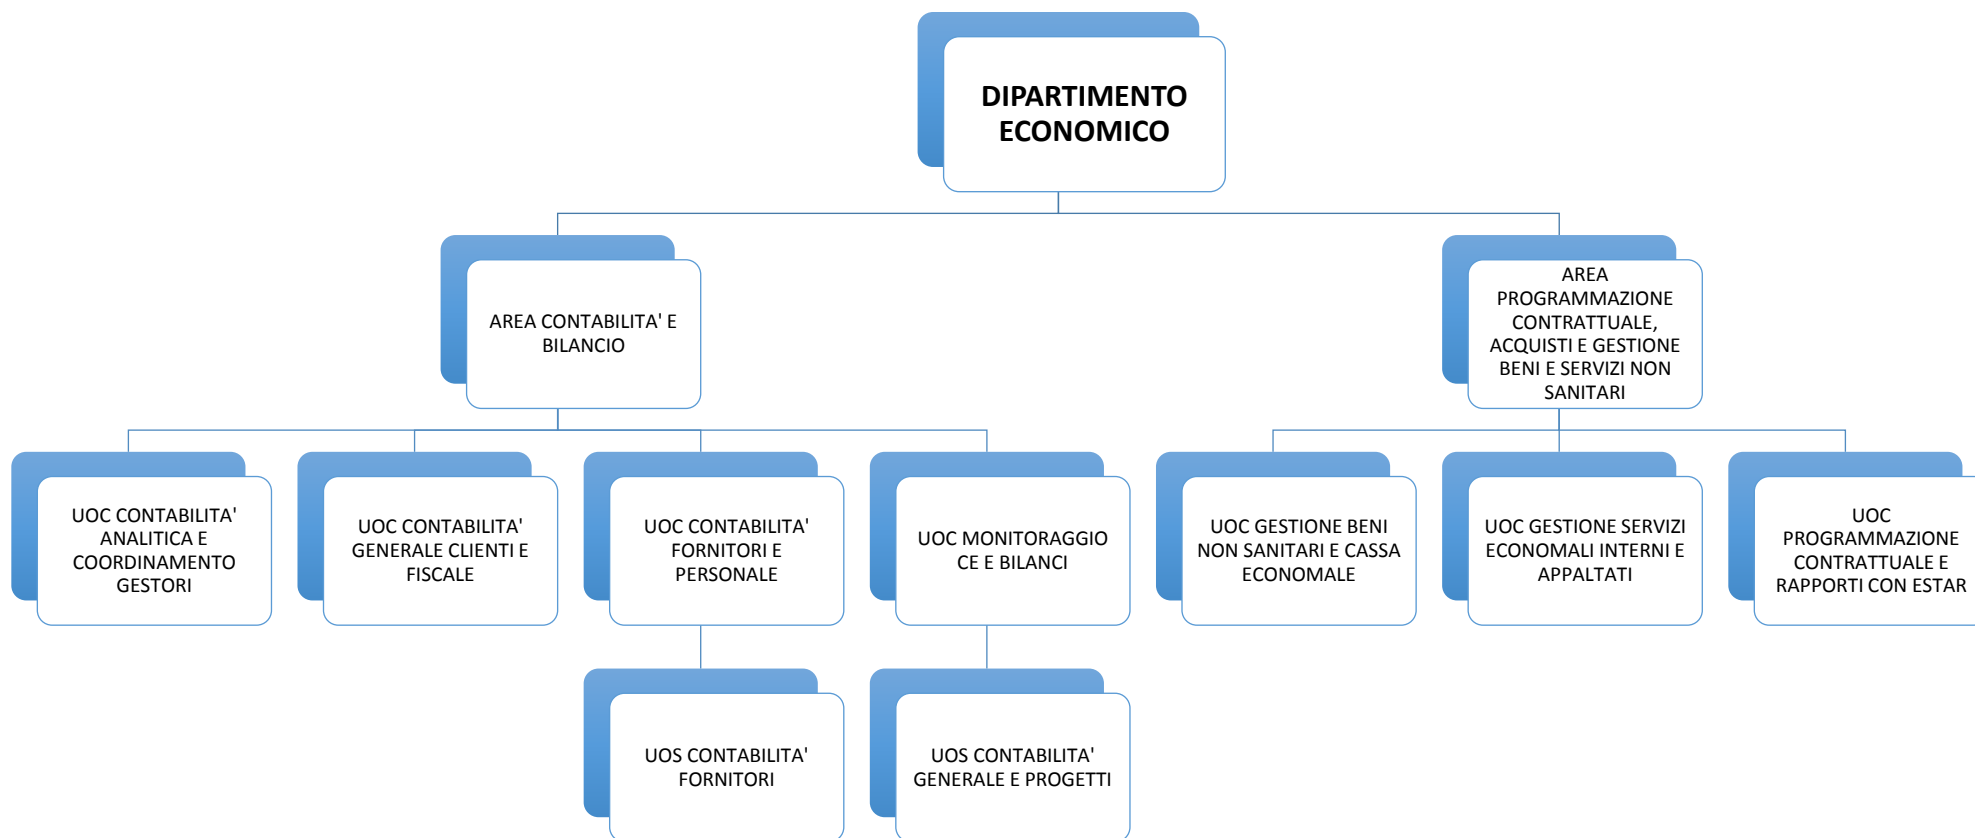 DIPARTIMENTO
ECONOMICO
AREA CONTABILITA' E
BILANCIO
AREA
PROGRAMMAZIONE
CONTRATTUALE,
ACQUISTI E GESTIONE
BENI E SERVIZI NON
SANITARI
UOC CONTABILITA'
ANALITICA E
COORDINAMENTO
GESTORI
UOC CONTABILITA'
GENERALE CLIENTI E
FISCALE
UOC CONTABILITA'
FORNITORI E
PERSONALE
UOC MONITORAGGIO
CE E BILANCI
UOC GESTIONE BENI
NON SANITARI E CASSA
ECONOMALE
UOC GESTIONE SERVIZI
ECONOMALI INTERNI E
APPALTATI
UOC
PROGRAMMAZIONE
CONTRATTUALE E
RAPPORTI CON ESTAR
UOS CONTABILITA'
FORNITORI
UOS CONTABILITA'
GENERALE E PROGETTI